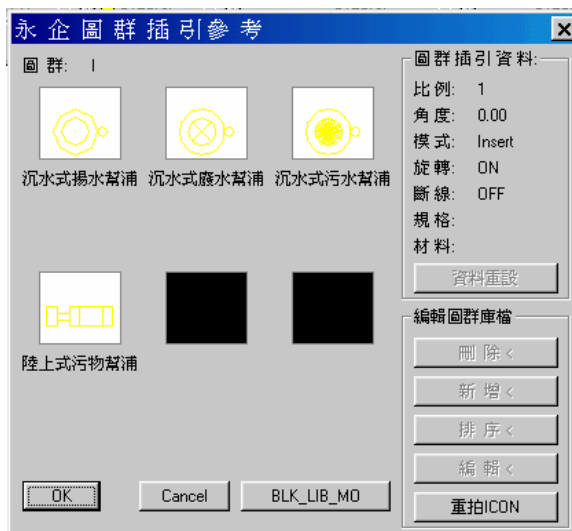 永企圖群插引參考
圖群: I
沉水式揚水幫浦
沉水式廢水幫浦
沉水式污水幫浦
陸上式污物幫浦
OK
Cancel
BLK_LIB_MO
圖群插引資料:
比例: 1
角度: 0.00
模式: Insert
旋轉: ON
斷線: OFF
規格:
材料:
資料重設
編輯圖群庫檔
刪除<
新增<
排序<
編輯<
重拍ICON